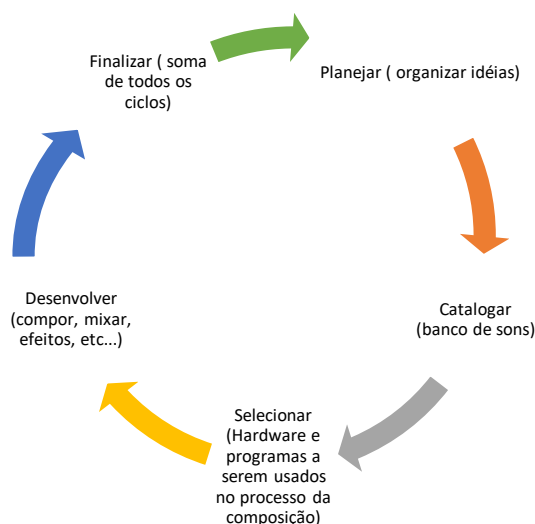 Finalizar ( soma
de todos os
ciclos)
Planejar ( organizar idéias)
Catalogar
(banco de sons)
Selecionar
(Hardware e
programas a
serem usados
no processo da
composição)
Desenvolver
(compor, mixar,
efeitos, etc...)